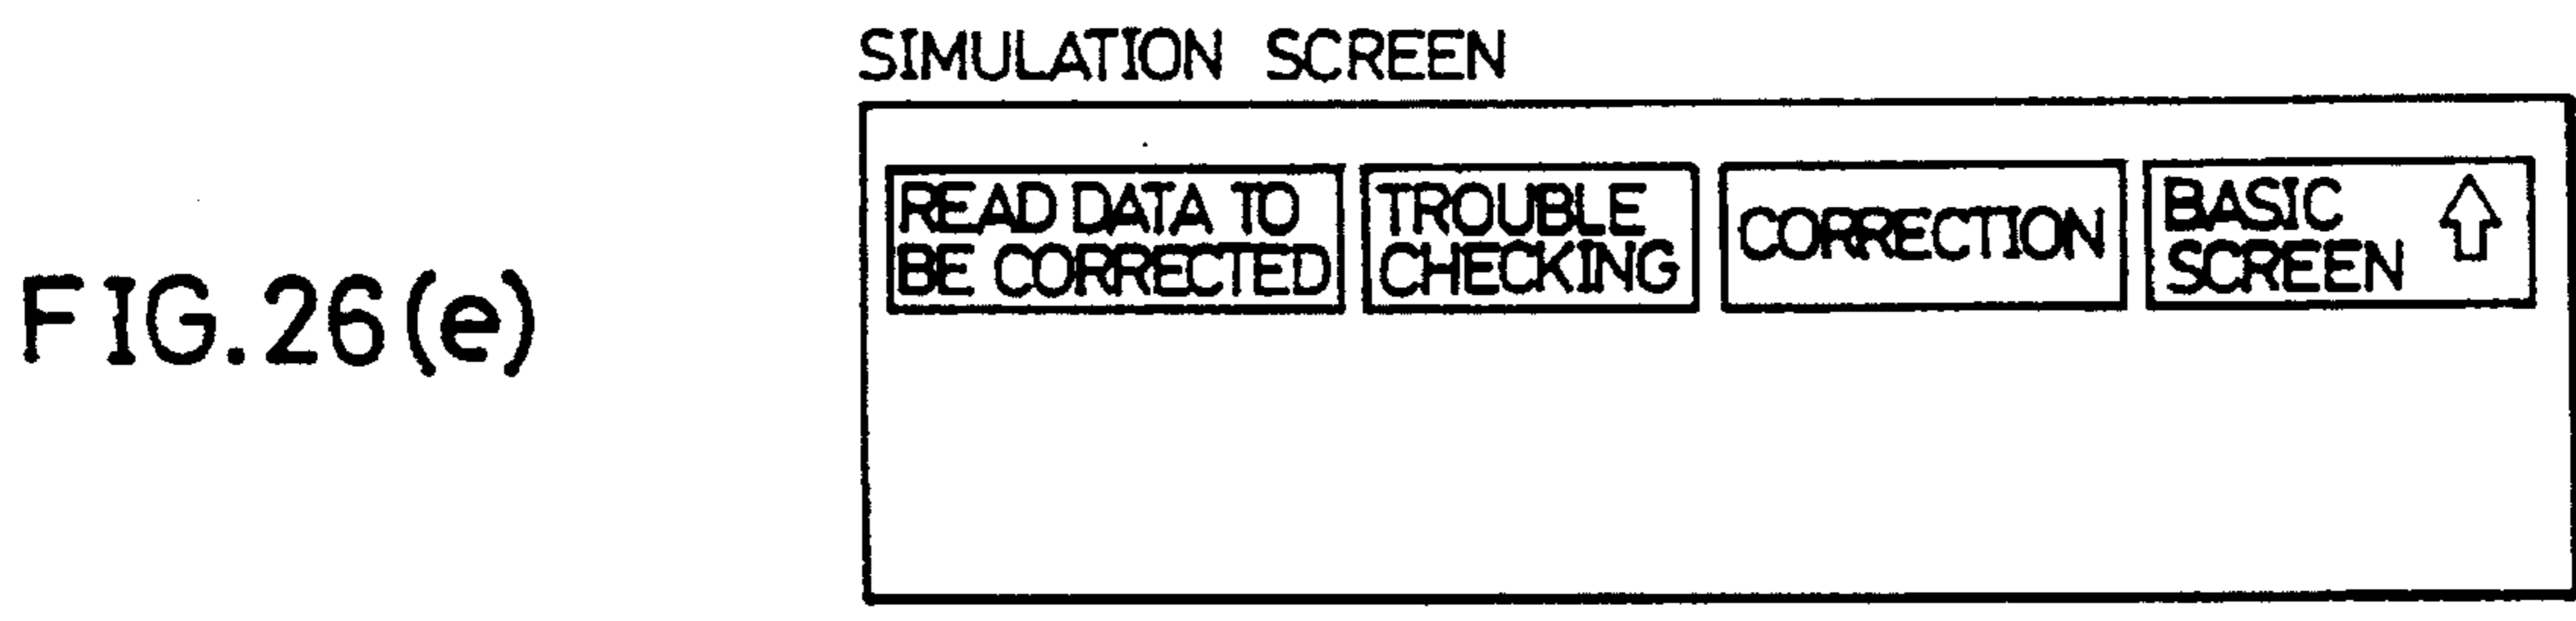 SIMULATION SCREEN
READ DATA TO
BE CORRECTED
TROUBLE
CHECKING
CORRECTION
BASIC
SCREEN
FIG.26(e)